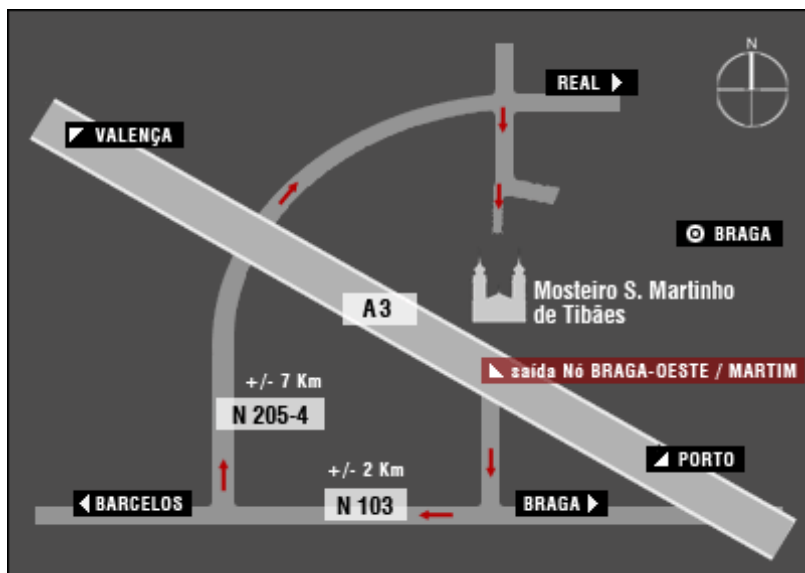 N
REAL
VALENÇA
BRAGA
Mosteiro S. Martinho
de Tibães
A3
saída Nó BRAGA-OESTE / MARTIM
+/- 7 Km
N 205-4
PORTO
+/- 2 Km
BARCELOS
N 103
BRAGA